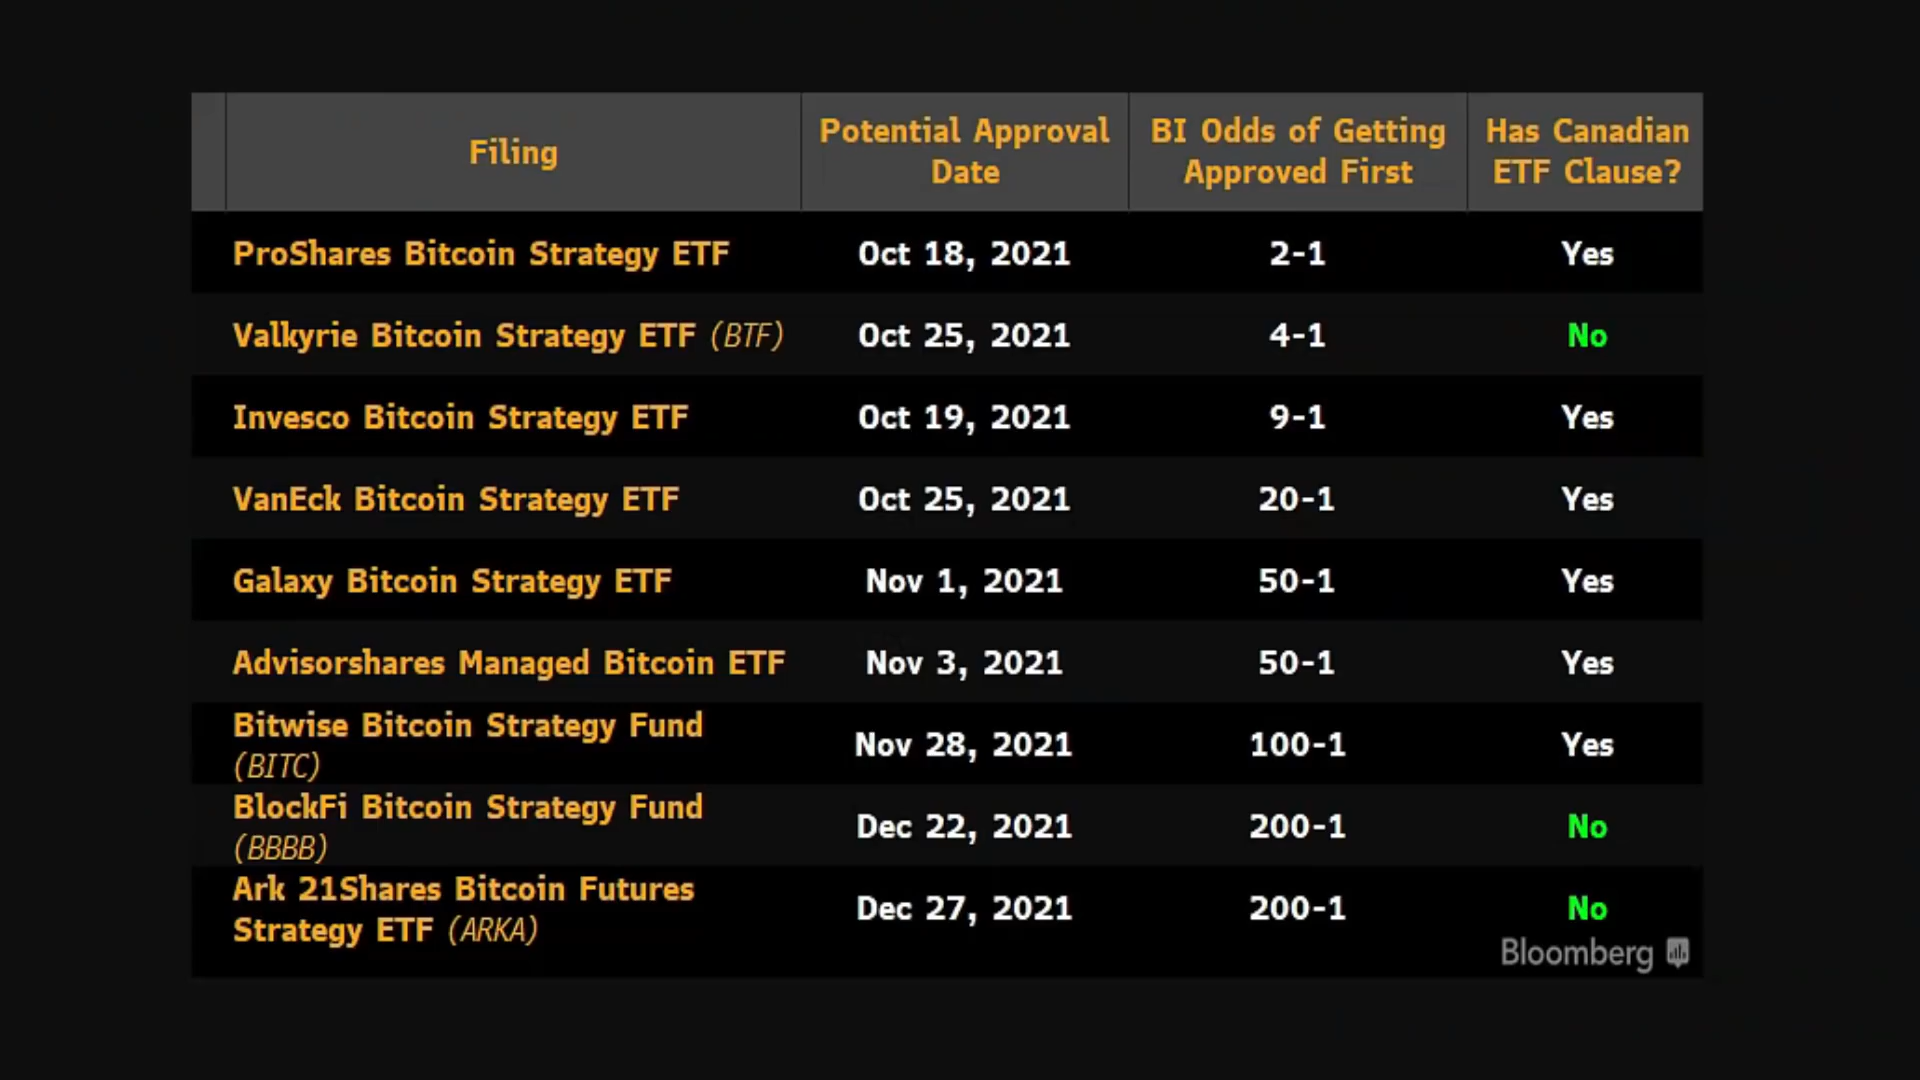 Filing
Potential Approval
Date
BI Odds of Getting
Approved First
Has Canadian
ETF Clause?
ProShares Bitcoin Strategy ETF Oct 18, 2021 2-1 Yes
Valkyrie Bitcoin Strategy ETF (BTF) Oct 25, 2021 4-1 No
Invesco Bitcoin Strategy ETF Oct 19, 2021 9-1 Yes
VanEck Bitcoin Strategy ETF Oct 25, 2021 20-1 Yes
Galaxy Bitcoin Strategy ETF Nov 1, 2021 50-1 Yes
Advisorshares Managed Bitcoin ETF Nov 3, 2021 50-1 Yes
Bitwise Bitcoin Strategy Fund
(BITC)
Nov 28, 2021 100-1 Yes
BlockFi Bitcoin Strategy Fund
(BBBB)
Dec 22, 2021 200-1 No
Ark 21Shares Bitcoin Futures
Strategy ETF (ARKA)
Dec 27, 2021 200-1 No
Bloomberg